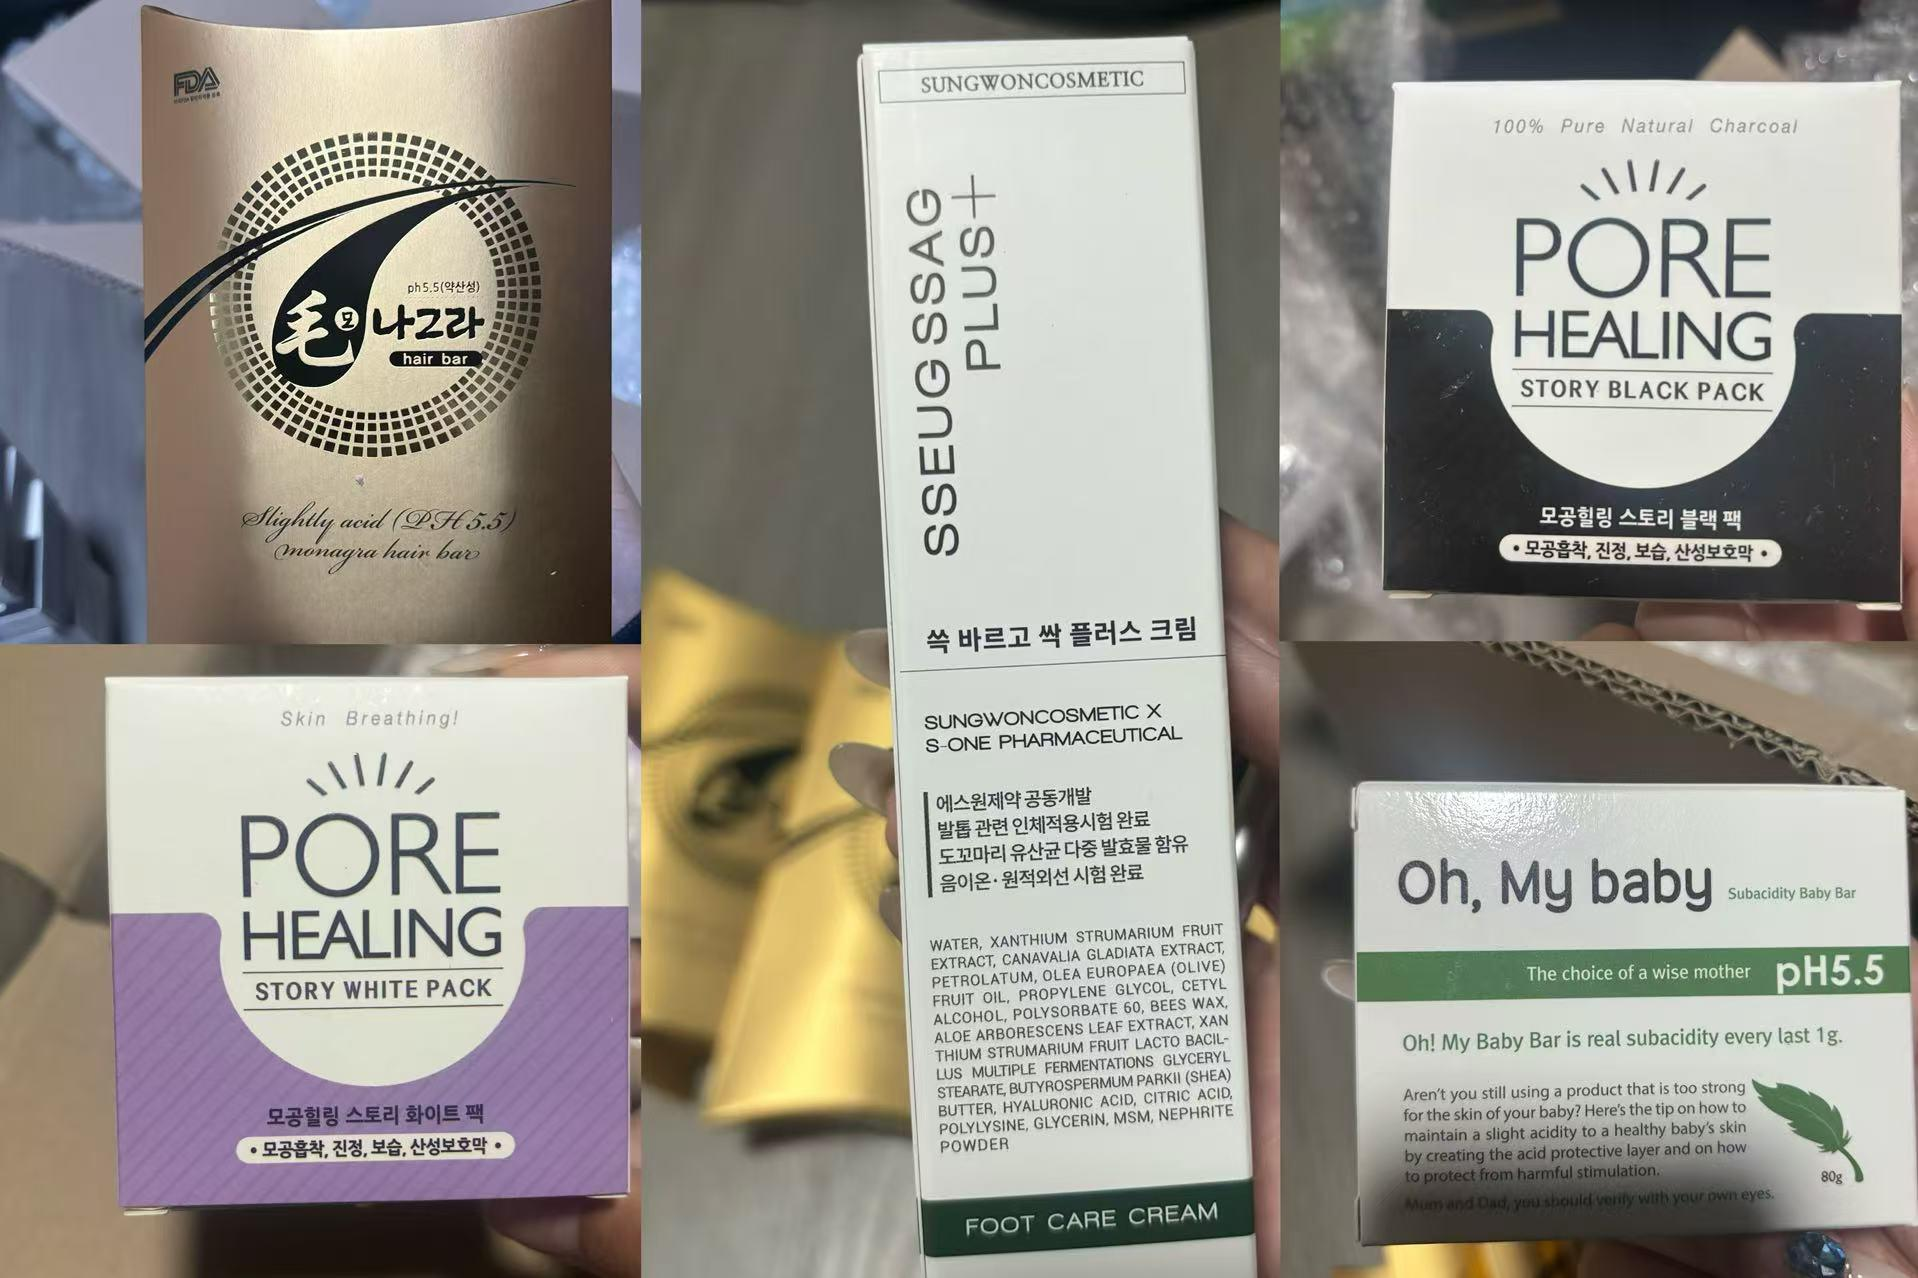 FDA
ph5.5(약산성)
毛 모 나그라
hair bar
Slightly acid (PH 5.5)
monagra hair bar
Skin Breathing!
PORE
HEALING
STORY WHITE PACK
모공힐링 스토리 화이트 팩
• 모공흡착, 진정, 보습, 산성보호막 •
SUNGWONCOSMETIC
SSEUGSSAG
PLUS+
쓱 바르고 싹 플러스 크림
SUNGWONCOSMETIC X
S-ONE PHARMACEUTICAL
에스원제약 공동개발
발톱 관련 인체적용시험 완료
도꼬마리 유산균 다중 발효물 함유
음이온·원적외선 시험 완료
WATER, XANTHIUM STRUMARIUM FRUIT
EXTRACT, CANAVALIA GLADIATA EXTRACT,
PETROLATUM, OLEA EUROPAEA (OLIVE)
FRUIT OIL, PROPYLENE GLYCOL, CETYL
ALCOHOL, POLYSORBATE 60, BEES WAX,
ALOE ARBORESCENS LEAF EXTRACT, XAN
THIUM STRUMARIUM FRUIT LACTO BACIL-
LUS MULTIPLE FERMENTATIONS GLYCERYL
STEARATE, BUTYROSPERMUM PARKII (SHEA)
BUTTER, HYALURONIC ACID, CITRIC ACID,
POLYLYSINE, GLYCERIN, MSM, NEPHRITE
POWDER
FOOT CARE CREAM
100% Pure Natural Charcoal
PORE
HEALING
STORY BLACK PACK
모공힐링 스토리 블랙 팩
• 모공흡착, 진정, 보습, 산성보호막 •
Oh, My baby Subacidity Baby Bar
The choice of a wise mother pH5.5
Oh! My Baby Bar is real subacidity every last 1g.
Aren't you still using a product that is too strong
for the skin of your baby? Here's the tip on how to
maintain a slight acidity to a healthy baby's skin
by creating the acid protective layer and on how
to protect from harmful stimulation.
80g
Mum and Dad, you should verify with your own eyes.